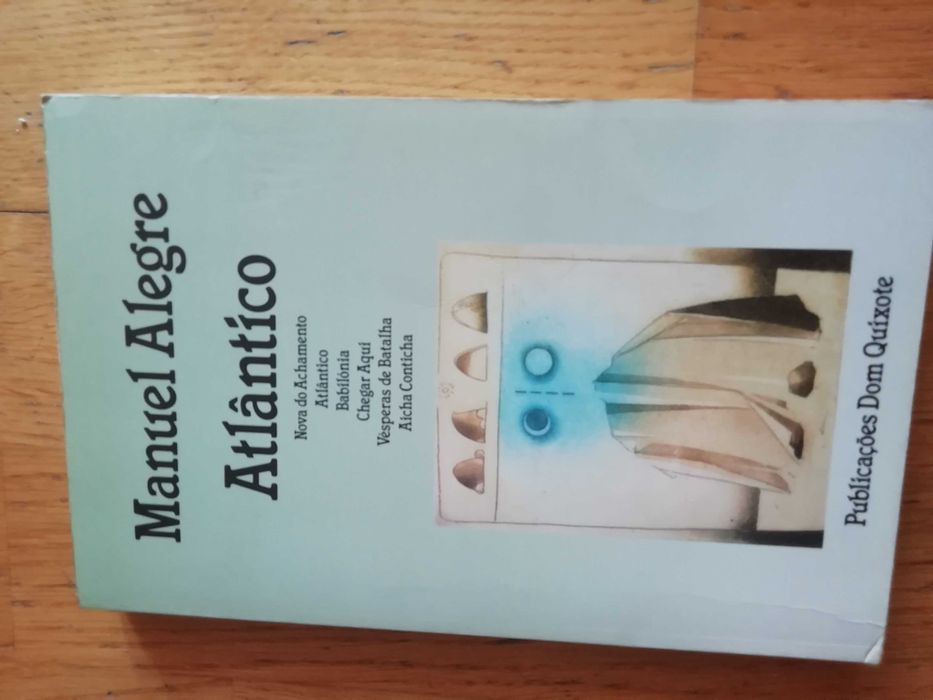 Manuel Alegre
Atlântico
Nova do Achamento
Atlântico
Babilónia
Chegar Aqui
Vésperas de Batalha
Aicha Conticha
Publicações Dom Quixote